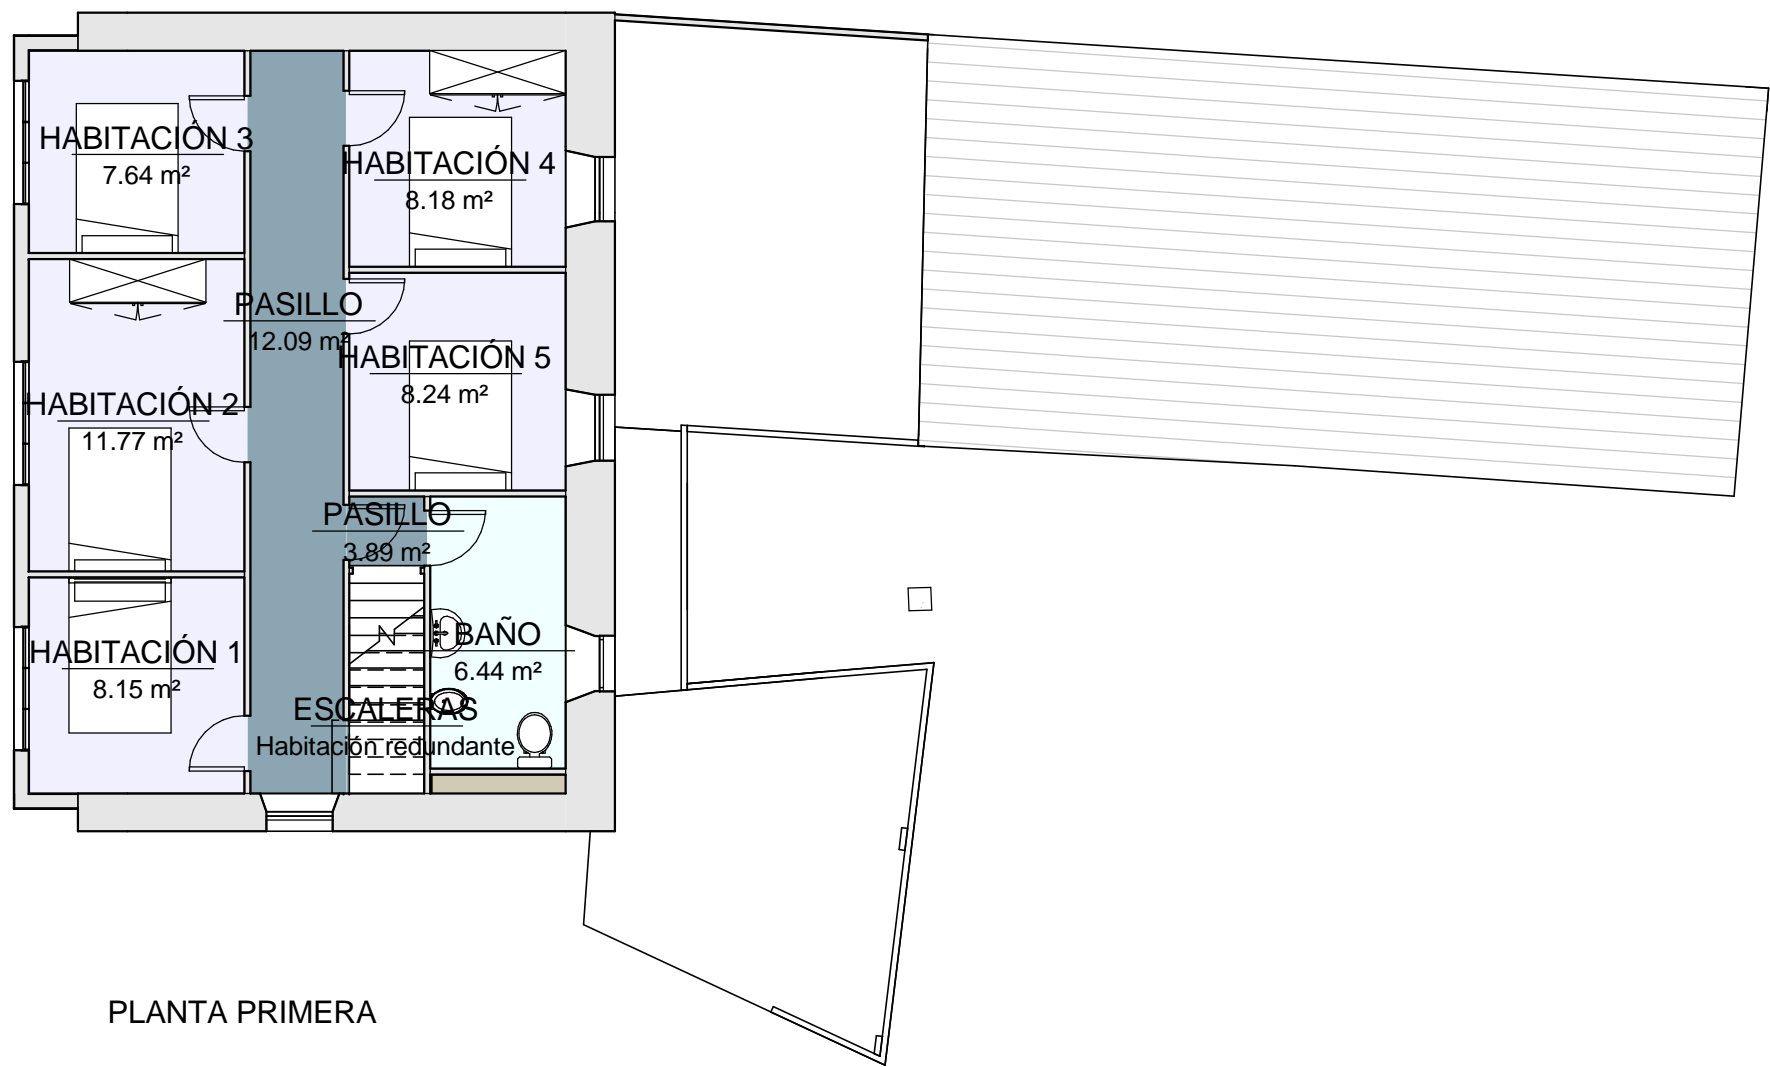 HABITACIÓN 3
7.64 m²
HABITACIÓN 4
8.18 m²
PASILLO
12.09 m²
HABITACIÓN 5
8.24 m²
HABITACIÓN 2
11.77 m²
PASILLO
3.89 m²
BAÑO
6.44 m²
HABITACIÓN 1
8.15 m²
ESCALERAS
Habitación redundante
PLANTA PRIMERA